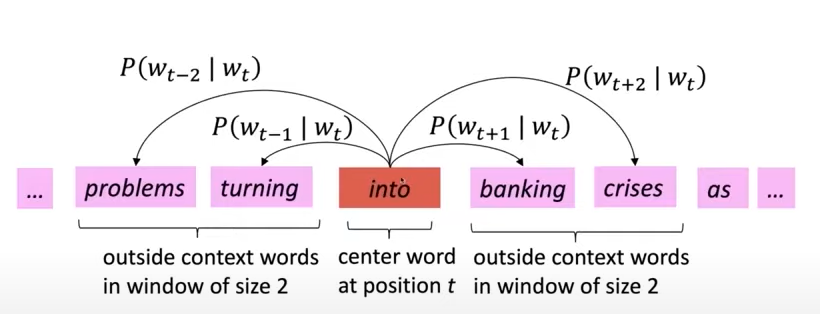 P(w_{t-2} | w_t)
P(w_{t+2} | w_t)
P(w_{t-1} | w_t)
P(w_{t+1} | w_t)
... problems turning into banking crises as ...
outside context words
in window of size 2
center word
at position t
outside context words
in window of size 2